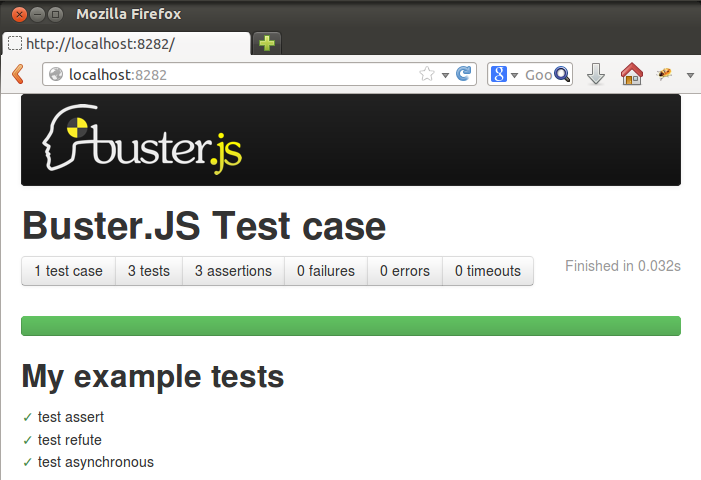 Mozilla Firefox
http://localhost:8282/
localhost:8282
Goo
buster.js
Buster.JS Test case
1 test case 3 tests 3 assertions 0 failures 0 errors 0 timeouts
Finished in 0.032s
My example tests
✓ test assert
✓ test refute
✓ test asynchronous